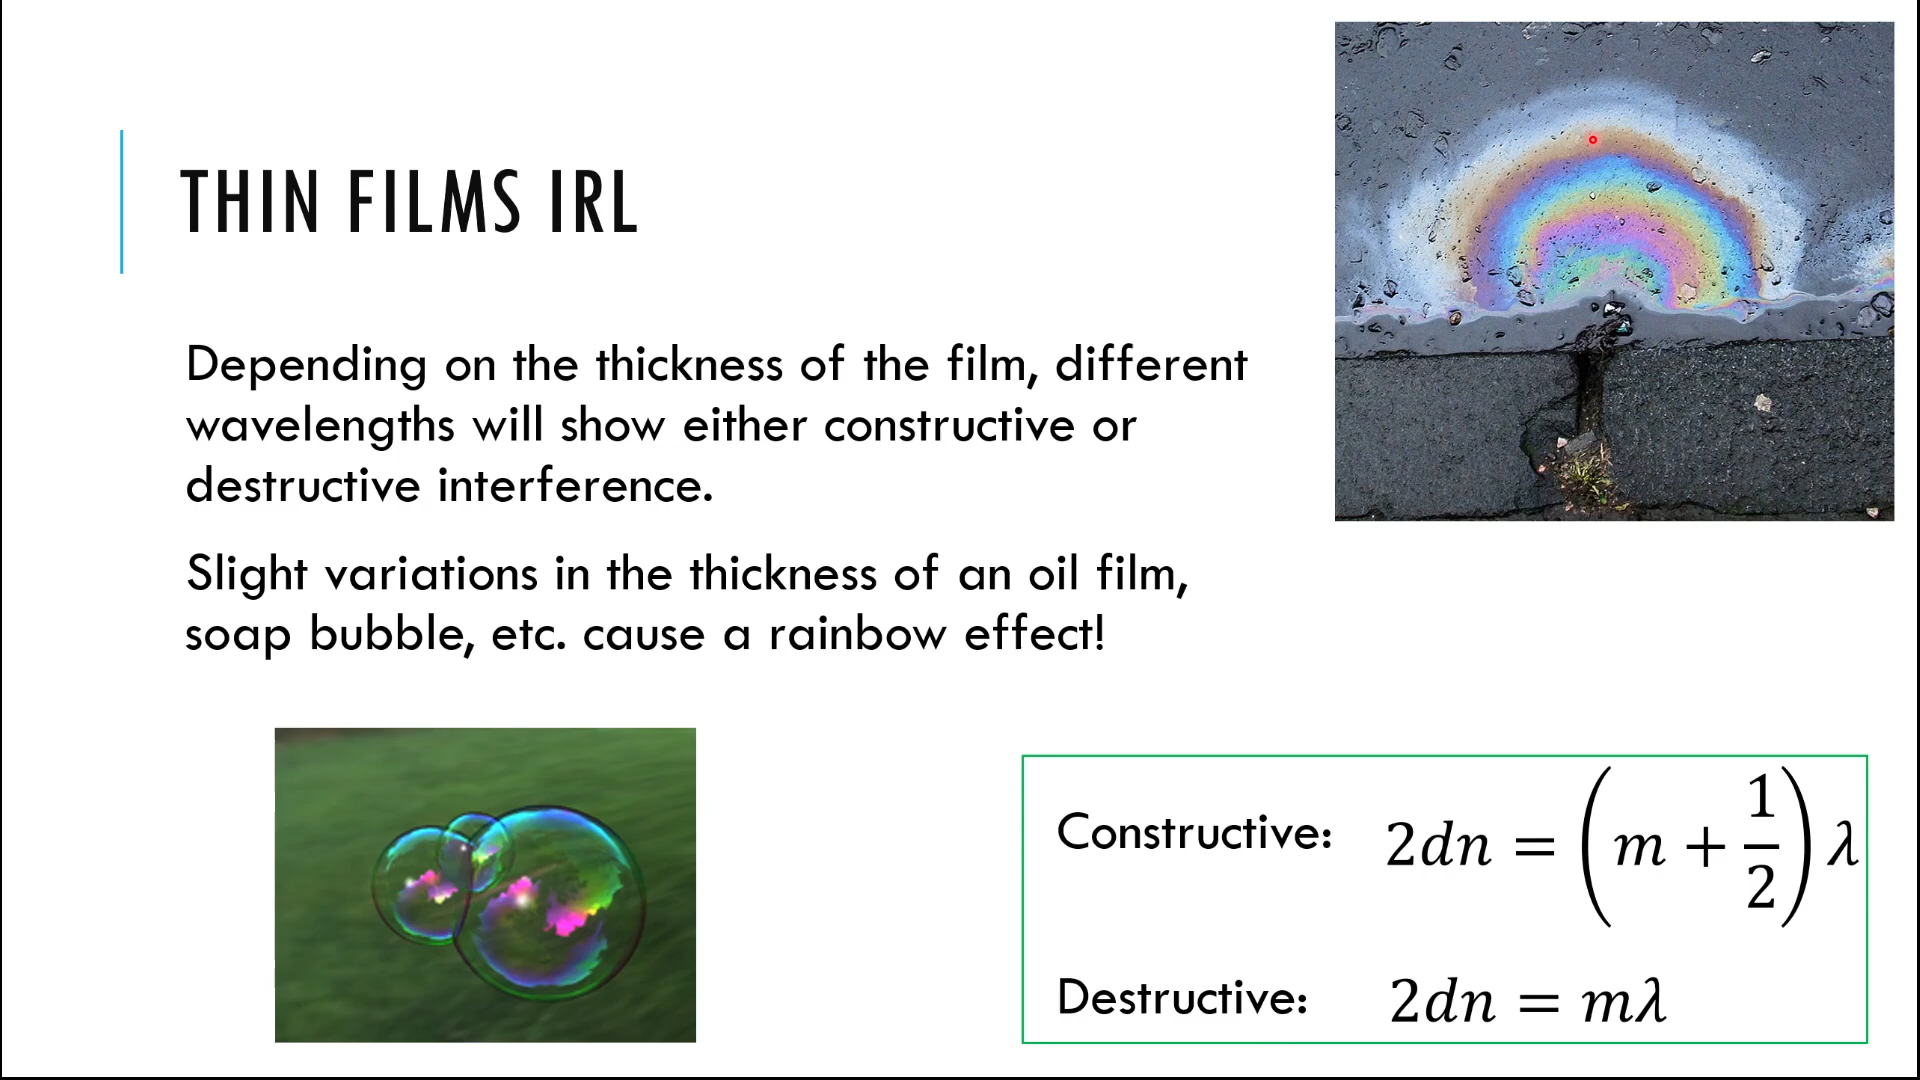 THIN FILMS IRL
Depending on the thickness of the film, different
wavelengths will show either constructive or
destructive interference.
Slight variations in the thickness of an oil film,
soap bubble, etc. cause a rainbow effect!
Constructive: 2dn = (m + 1/2) λ
Destructive: 2dn = mλ